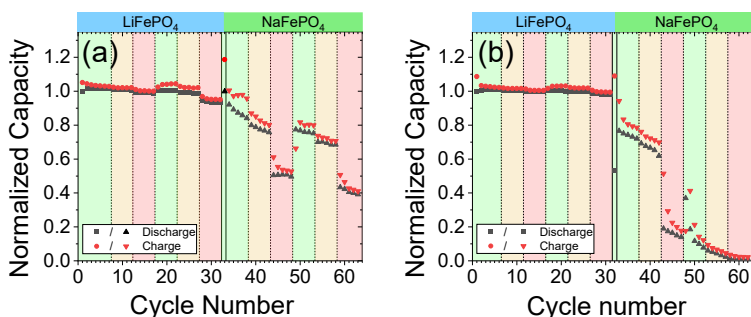 LiFePO₄ NaFePO₄
(a)
Normalized Capacity
1.2
1.0
0.8
0.6
0.4
0.2
0.0
/ Discharge
/ Charge
0 10 20 30 40 50 60
Cycle Number
LiFePO₄ NaFePO₄
(b)
Normalized Capacity
1.2
1.0
0.8
0.6
0.4
0.2
0.0
/ Discharge
/ Charge
0 10 20 30 40 50 60
Cycle number